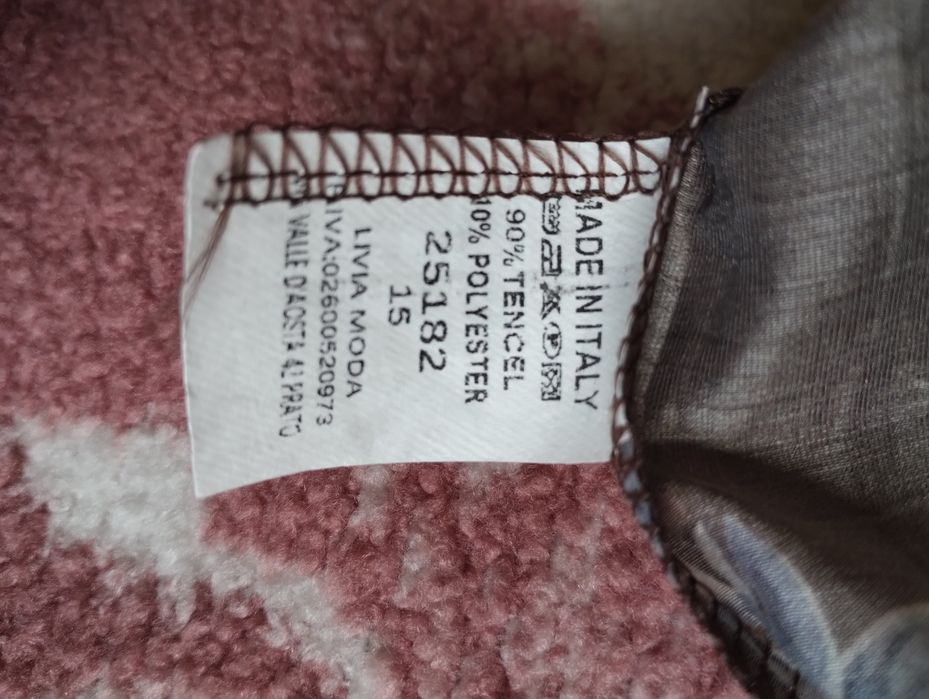 MADE IN ITALY
90% TENCEL
10% POLYESTER
25182
15
LIVIA MODA
IVA:02600520973
VALLE D AOSTA 41 PRATO